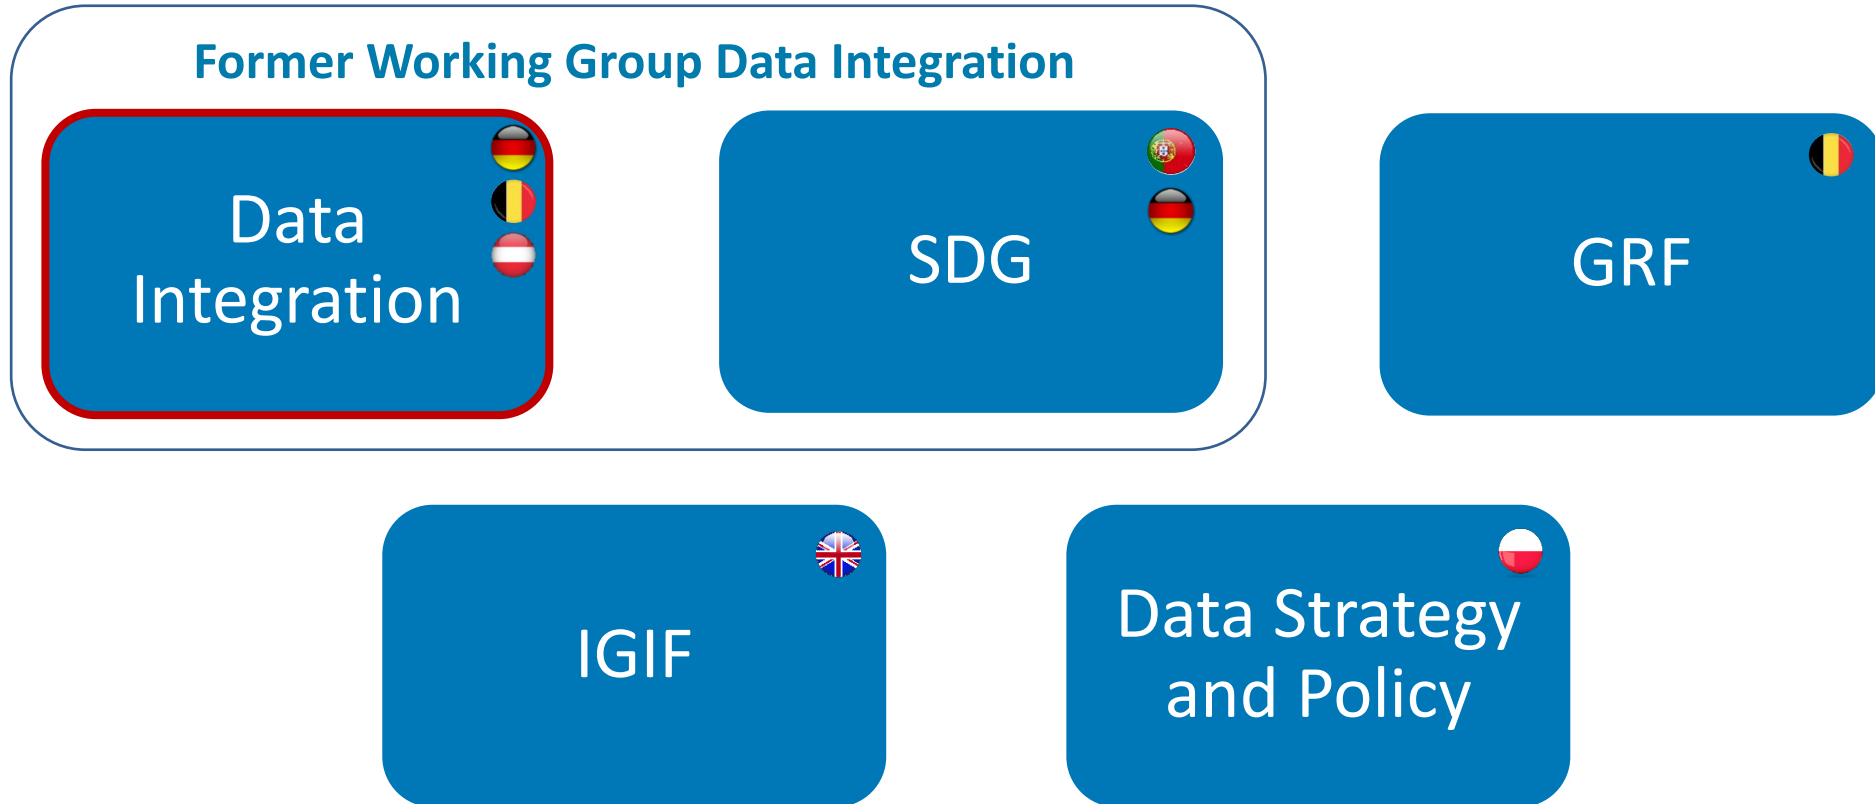 Former Working Group Data Integration
Data
Integration
SDG
GRF
IGIF
Data Strategy
and Policy